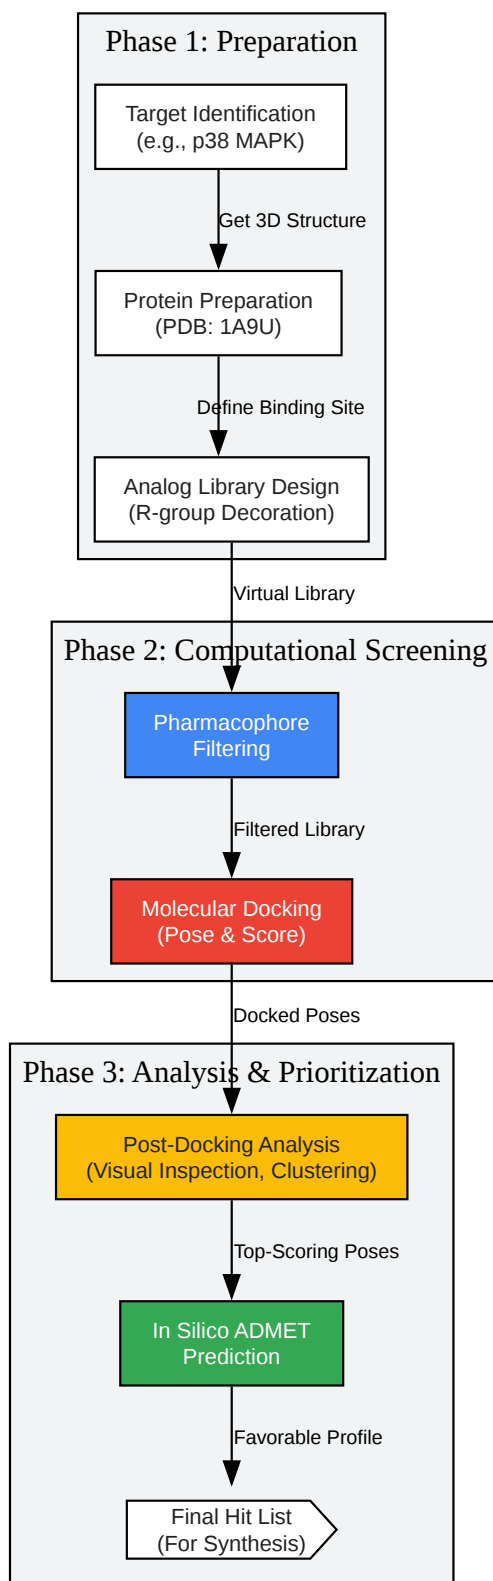 Phase 1: Preparation
Target Identification
(e.g., p38 MAPK)
Get 3D Structure
Protein Preparation
(PDB: 1A9U)
Define Binding Site
Analog Library Design
(R-group Decoration)
Virtual Library
Phase 2: Computational Screening
Pharmacophore
Filtering
Filtered Library
Molecular Docking
(Pose & Score)
Docked Poses
Phase 3: Analysis & Prioritization
Post-Docking Analysis
(Visual Inspection, Clustering)
Top-Scoring Poses
In Silico ADMET
Prediction
Favorable Profile
Final Hit List
(For Synthesis)